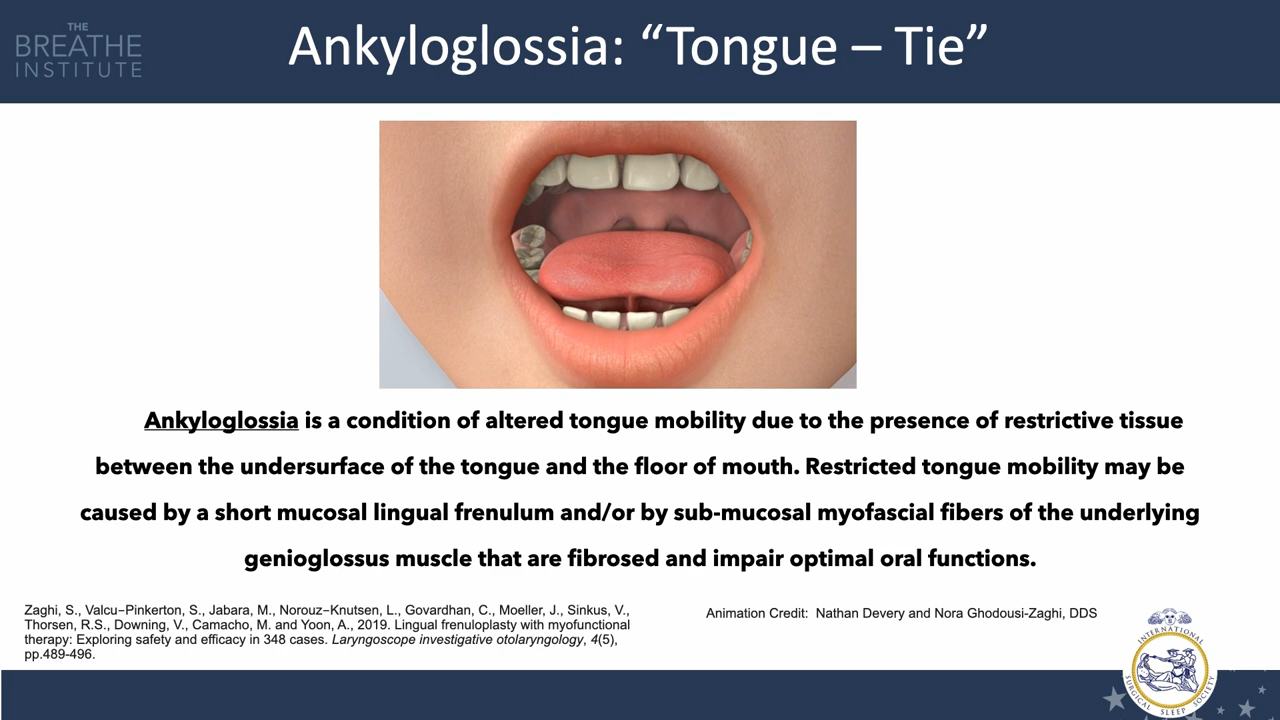 THE
BREATHE
INSTITUTE
Ankyloglossia: “Tongue – Tie”
Ankyloglossia is a condition of altered tongue mobility due to the presence of restrictive tissue
between the undersurface of the tongue and the floor of mouth. Restricted tongue mobility may be
caused by a short mucosal lingual frenulum and/or by sub-mucosal myofascial fibers of the underlying
genioglossus muscle that are fibrosed and impair optimal oral functions.
Zaghi, S., Valcu–Pinkerton, S., Jabara, M., Norouz–Knutsen, L., Govardhan, C., Moeller, J., Sinkus, V.,
Thorsen, R.S., Downing, V., Camacho, M. and Yoon, A., 2019. Lingual frenuloplasty with myofunctional
therapy: Exploring safety and efficacy in 348 cases. Laryngoscope investigative otolaryngology, 4(5),
pp.489-496.
Animation Credit:  Nathan Devery and Nora Ghodousi-Zaghi, DDS
INTERNATIONAL
SURGICAL SLEEP SOCIETY